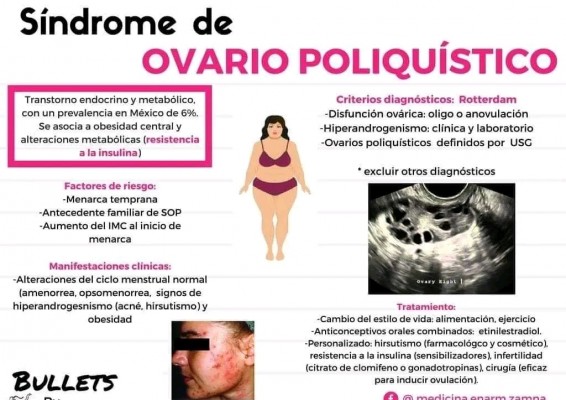 Síndrome de
OVARIO POLIQUÍSTICO
Transtorno endocrino y metabólico,
con un prevalencia en México de 6%.
Se asocia a obesidad central y
alteraciones metabólicas (resistencia
a la insulina)
Factores de riesgo:
-Menarca temprana
-Antecedente familiar de SOP
-Aumento del IMC al inicio de
menarca
Manifestaciones clínicas:
-Alteraciones del ciclo menstrual normal
(amenorrea, opsomenorrea, signos de
hiperandrogesnismo (acné, hirsutismo) y
obesidad
BULLETS
By
Criterios diagnósticos: Rotterdam
-Disfunción ovárica: oligo o anovulación
-Hiperandrogenismo: clínica y laboratorio
-Ovarios poliquísticos definidos por USG
* excluir otros diagnósticos
Ovary Right
Tratamiento:
-Cambio del estilo de vida: alimentación, ejercicio
-Anticonceptivos orales combinados: etinilestradiol.
-Personalizado: hirsutismo (farmacológco y cosmético),
resistencia a la insulina (sensibilizadores), infertilidad
(citrato de clomifeno o gonadotropinas), cirugía (eficaz
para inducir ovulación).
@ medicina.enarm.zampa